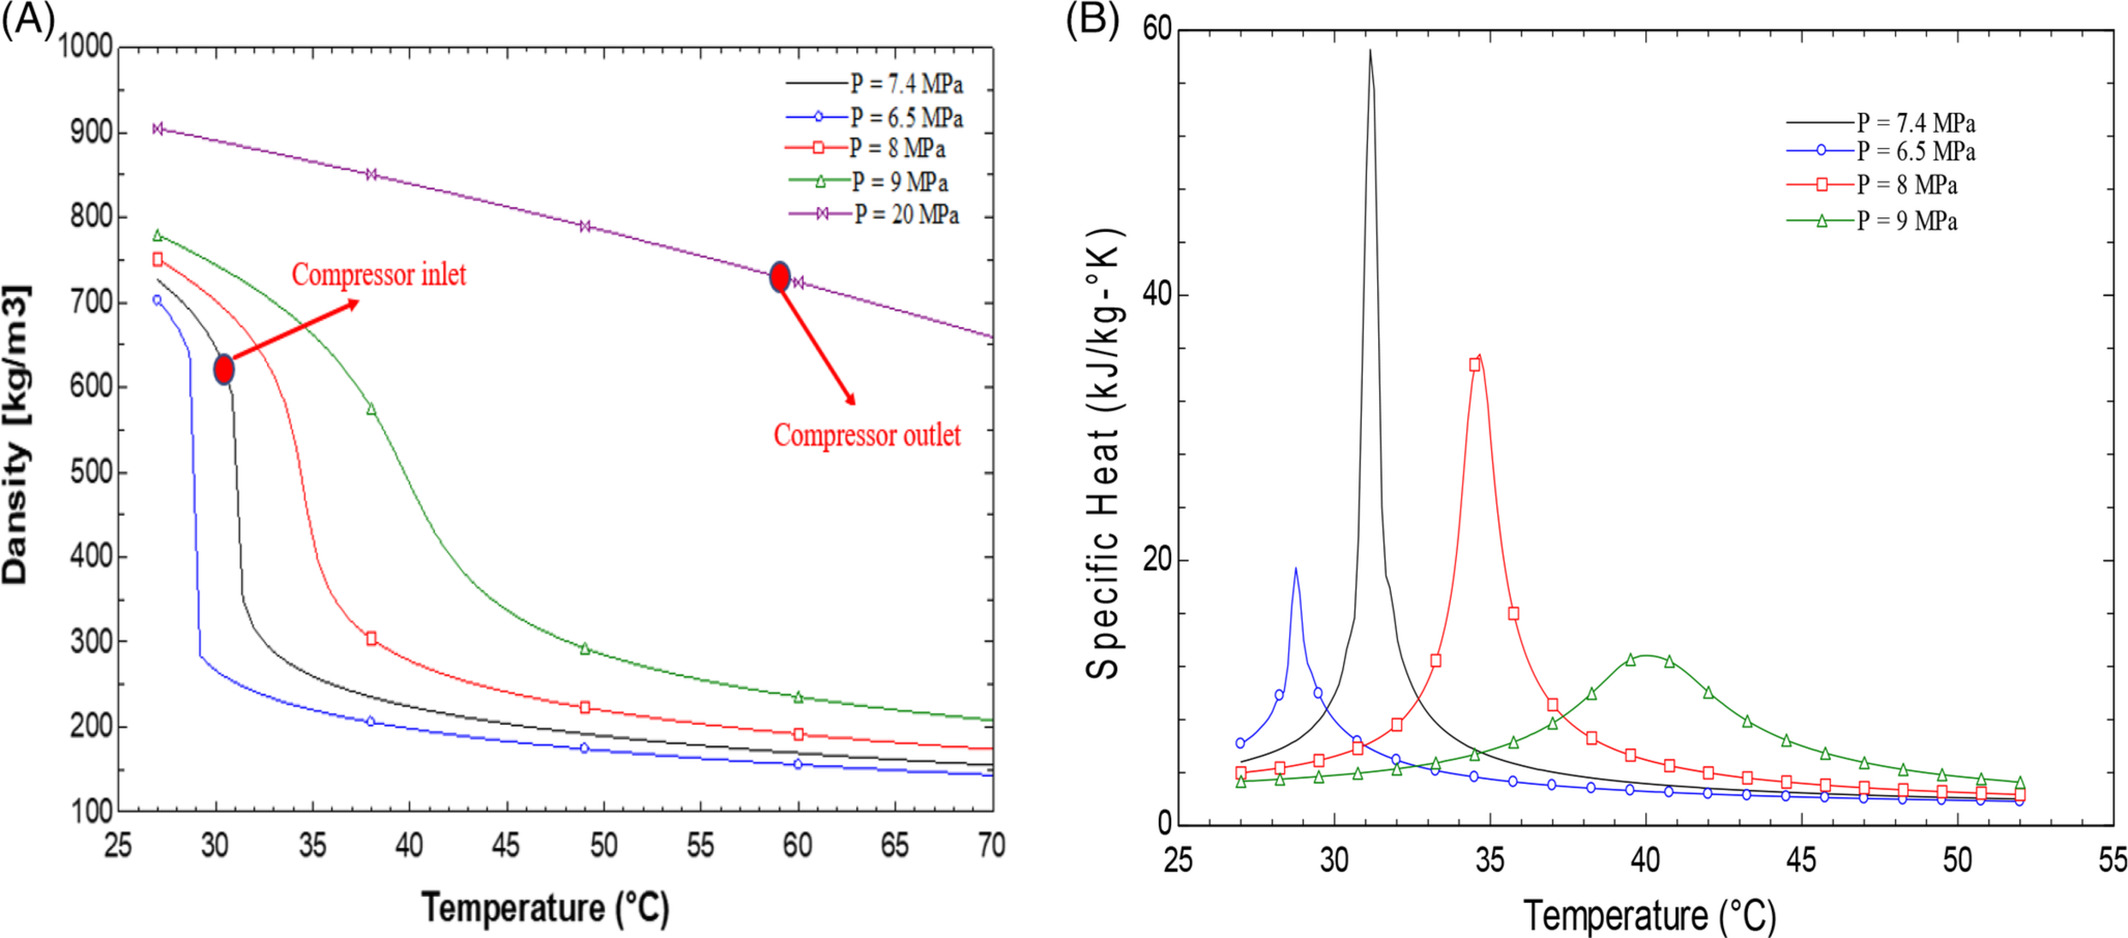 (A)
1000
900
800
700
600
500
400
300
200
100
Dansity [kg/m3]
P = 7.4 MPa
P = 6.5 MPa
P = 8 MPa
P = 9 MPa
P = 20 MPa
Compressor inlet
Compressor outlet
25 30 35 40 45 50 55 60 65 70
Temperature (°C)
(B)
60
40
20
0
Specific Heat (kJ/kg-°K)
P = 7.4 MPa
P = 6.5 MPa
P = 8 MPa
P = 9 MPa
25 30 35 40 45 50 55
Temperature (°C)